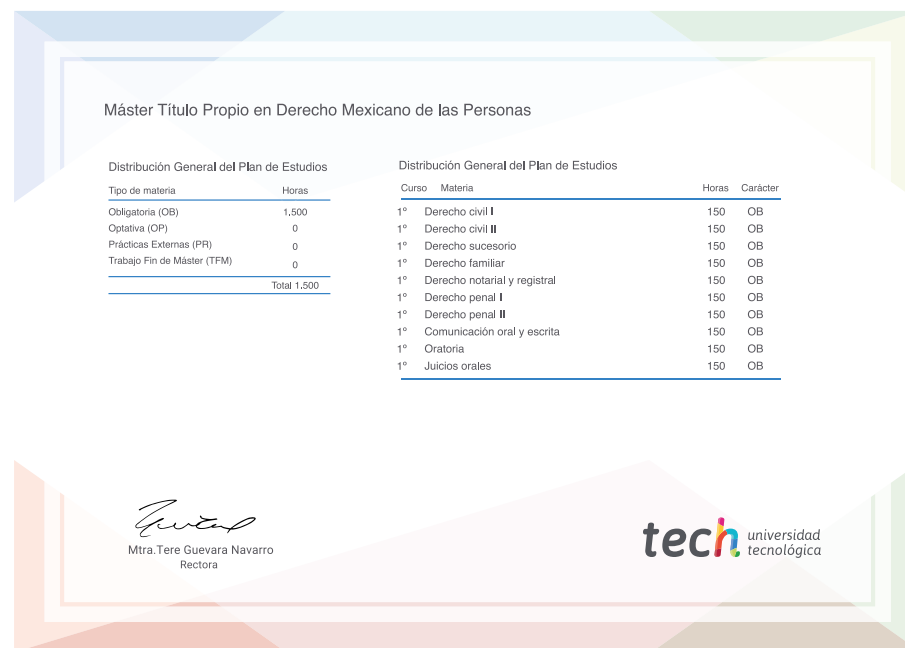 Máster Título Propio en Derecho Mexicano de las Personas
Distribución General del Plan de Estudios
Tipo de materia Horas
Obligatoria (OB) 1,500
Optativa (OP) 0
Prácticas Externas (PR) 0
Trabajo Fin de Máster (TFM) 0
Total 1.500
Distribución General del Plan de Estudios
Curso Materia Horas Carácter
1º Derecho civil I 150 OB
1º Derecho civil II 150 OB
1º Derecho sucesorio 150 OB
1º Derecho familiar 150 OB
1º Derecho notarial y registral 150 OB
1º Derecho penal I 150 OB
1º Derecho penal II 150 OB
1º Comunicación oral y escrita 150 OB
1º Oratoria 150 OB
1º Juicios orales 150 OB
Mtra.Tere Guevara Navarro
Rectora
tech universidad
tecnológica